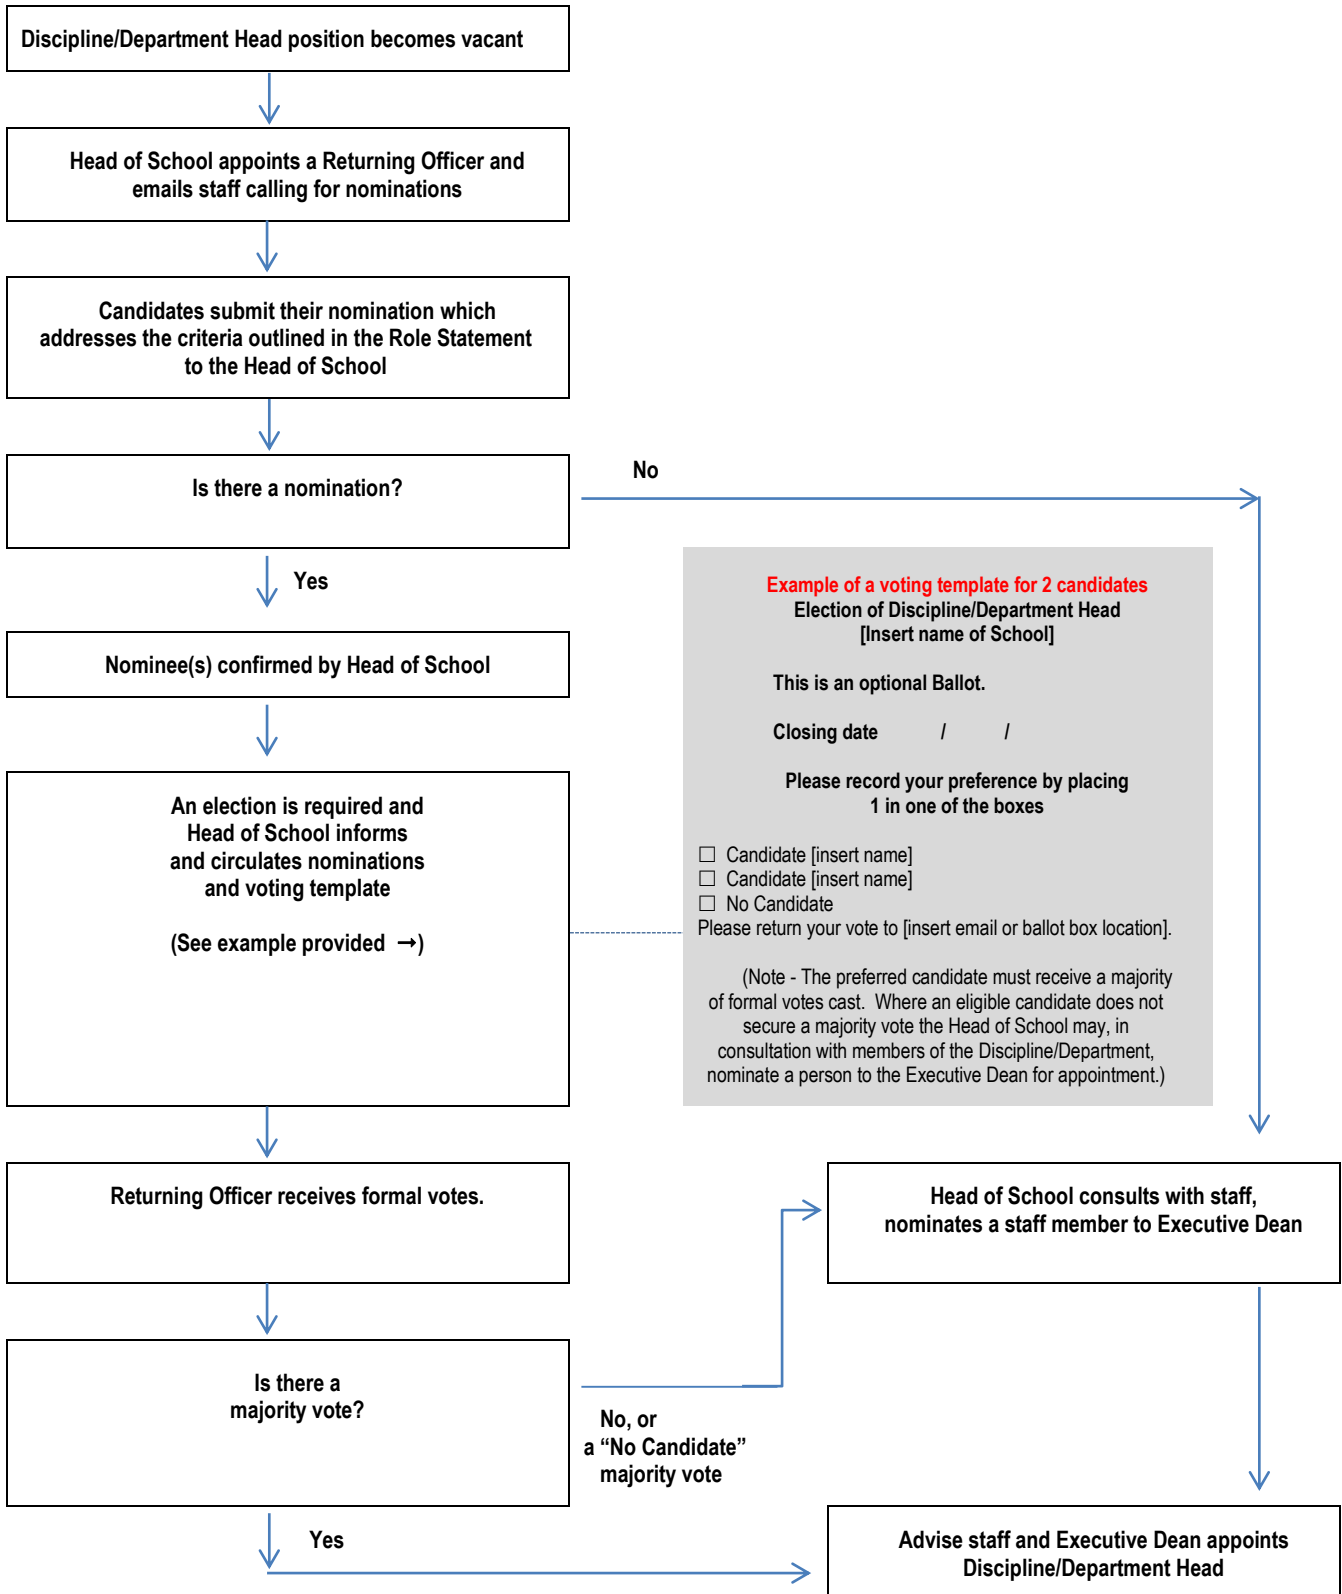 Discipline/Department Head position becomes vacant
Head of School appoints a Returning Officer and
emails staff calling for nominations
Candidates submit their nomination which
addresses the criteria outlined in the Role Statement
to the Head of School
Is there a nomination?
No
Yes
Nominee(s) confirmed by Head of School
An election is required and
Head of School informs
and circulates nominations
and voting template
(See example provided →)
Example of a voting template for 2 candidates
Election of Discipline/Department Head
[Insert name of School]
This is an optional Ballot.
Closing date / /
Please record your preference by placing
1 in one of the boxes
☐ Candidate [insert name]
☐ Candidate [insert name]
☐ No Candidate
Please return your vote to [insert email or ballot box location].
(Note - The preferred candidate must receive a majority
of formal votes cast. Where an eligible candidate does not
secure a majority vote the Head of School may, in
consultation with members of the Discipline/Department,
nominate a person to the Executive Dean for appointment.)
Returning Officer receives formal votes.
Head of School consults with staff,
nominates a staff member to Executive Dean
Is there a
majority vote?
No, or
a “No Candidate”
majority vote
Yes
Advise staff and Executive Dean appoints
Discipline/Department Head